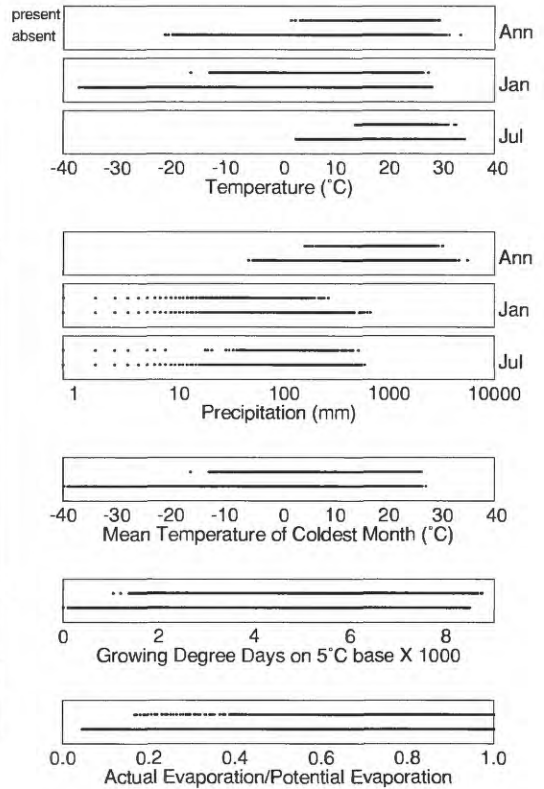 present
absent
Ann
Jan
Jul
-40 -30 -20 -10 0 10 20 30 40
Temperature (˚C)
Ann
Jan
Jul
1 10 100 1000 10000
Precipitation (mm)
-40 -30 -20 -10 0 10 20 30 40
Mean Temperature of Coldest Month (˚C)
0 2 4 6 8
Growing Degree Days on 5˚C base X 1000
0.0 0.2 0.4 0.6 0.8 1.0
Actual Evaporation/Potential Evaporation